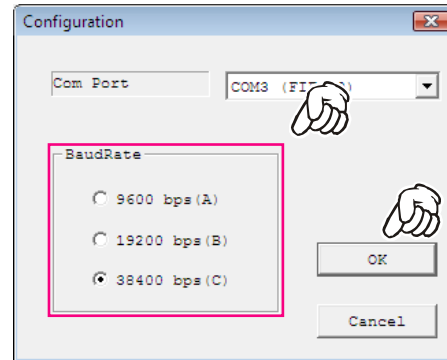 Configuration
Com Port
COM3
BaudRate
9600 bps(A)
19200 bps(B)
38400 bps(C)
OK
Cancel